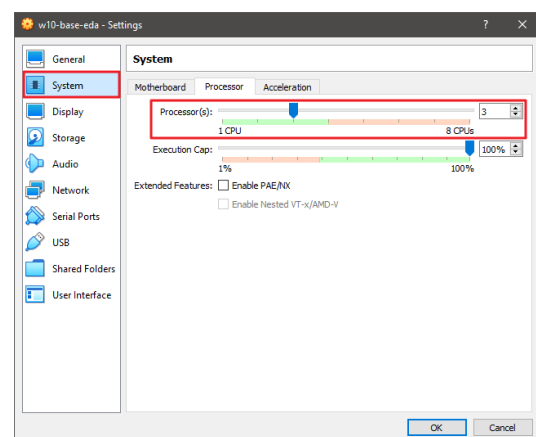 w10-base-eda - Settings
General
System
Display
Storage
Audio
Network
Serial Ports
USB
Shared Folders
User Interface
System
Motherboard Processor Acceleration
Processor(s): 3
1 CPU 8 CPUs
Execution Cap: 100%
1% 100%
Extended Features: Enable PAE/NX
Enable Nested VT-x/AMD-V
OK Cancel